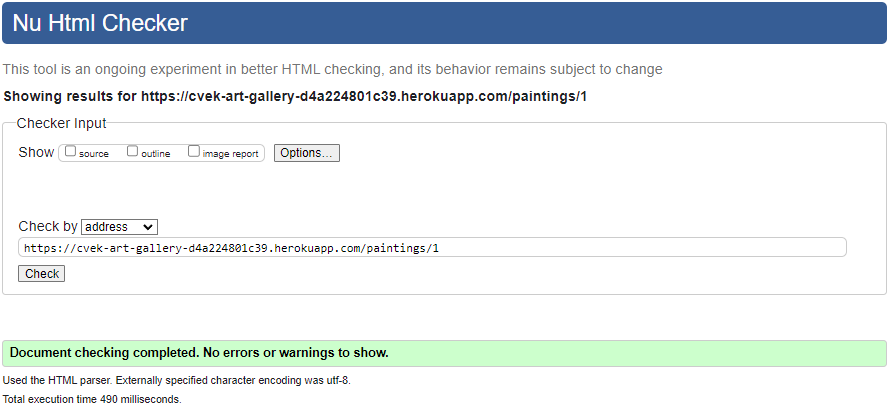 Nu Html Checker
This tool is an ongoing experiment in better HTML checking, and its behavior remains subject to change
Showing results for https://cvek-art-gallery-d4a224801c39.herokuapp.com/paintings/1
Checker Input
Show source outline image report Options...
Check by address
https://cvek-art-gallery-d4a224801c39.herokuapp.com/paintings/1
Check
Document checking completed. No errors or warnings to show.
Used the HTML parser. Externally specified character encoding was utf-8.
Total execution time 490 milliseconds.